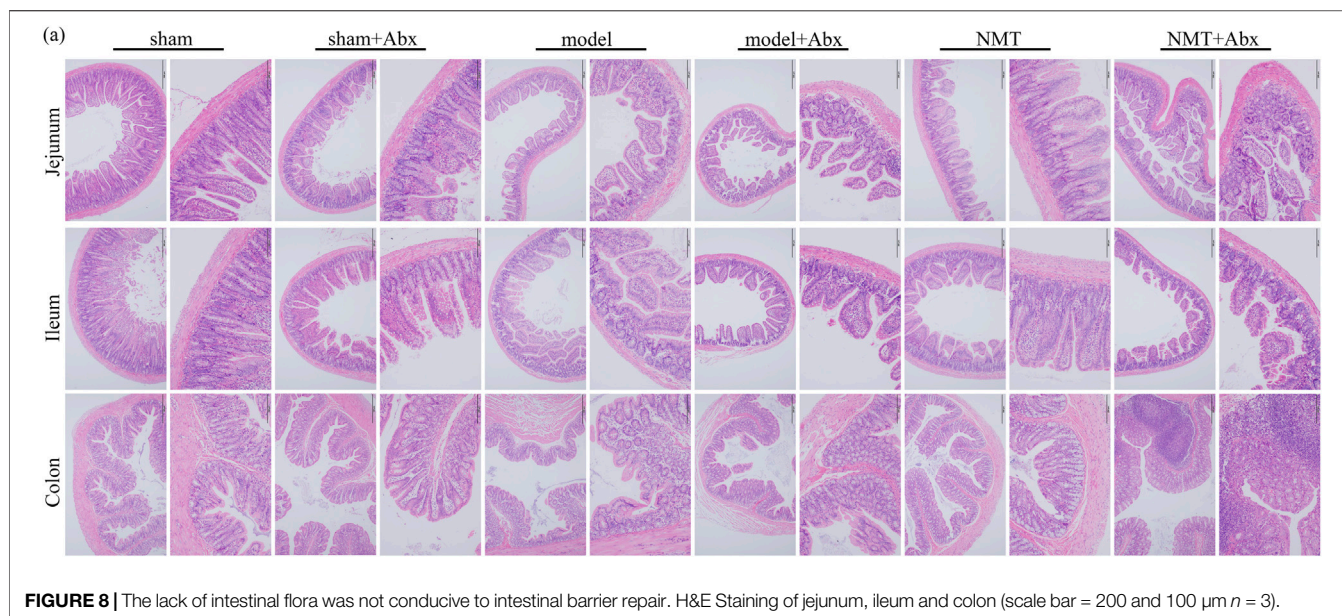 (a)
sham sham+Abx model model+Abx NMT NMT+Abx
Jejunum
Ileum
Colon
FIGURE 8 | The lack of intestinal flora was not conducive to intestinal barrier repair. H&E Staining of jejunum, ileum and colon (scale bar = 200 and 100 μm n = 3).